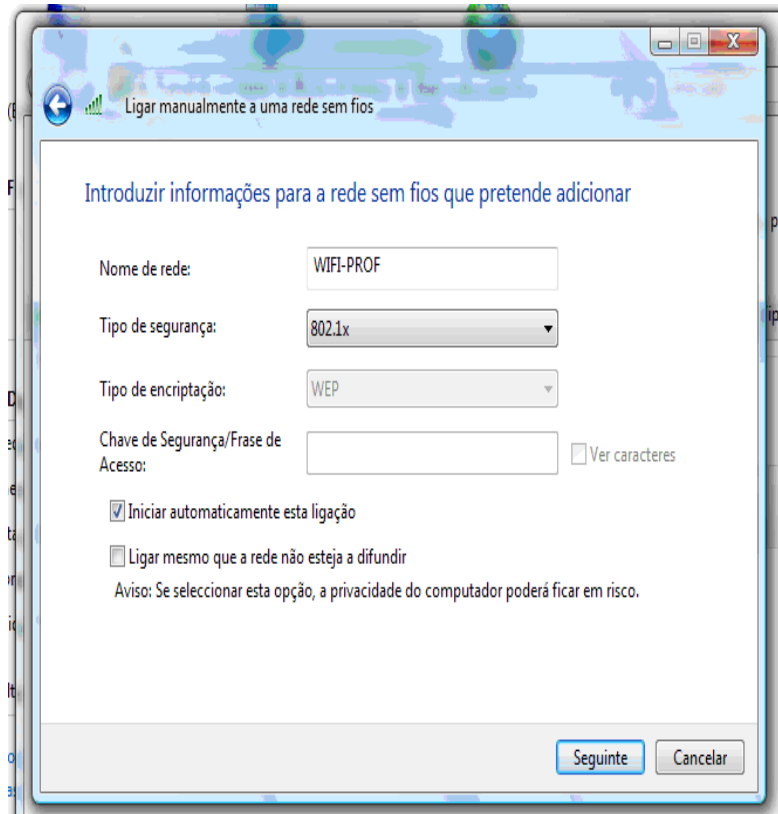 Ligar manualmente a uma rede sem fios
Introduzir informações para a rede sem fios que pretende adicionar
Nome de rede:
WIFI-PROF
Tipo de segurança:
802.1x
Tipo de encriptação:
WEP
Chave de Segurança/Frase de
Acesso:
Ver caracteres
Iniciar automaticamente esta ligação
Ligar mesmo que a rede não esteja a difundir
Aviso: Se seleccionar esta opção, a privacidade do computador poderá ficar em risco.
Seguinte
Cancelar